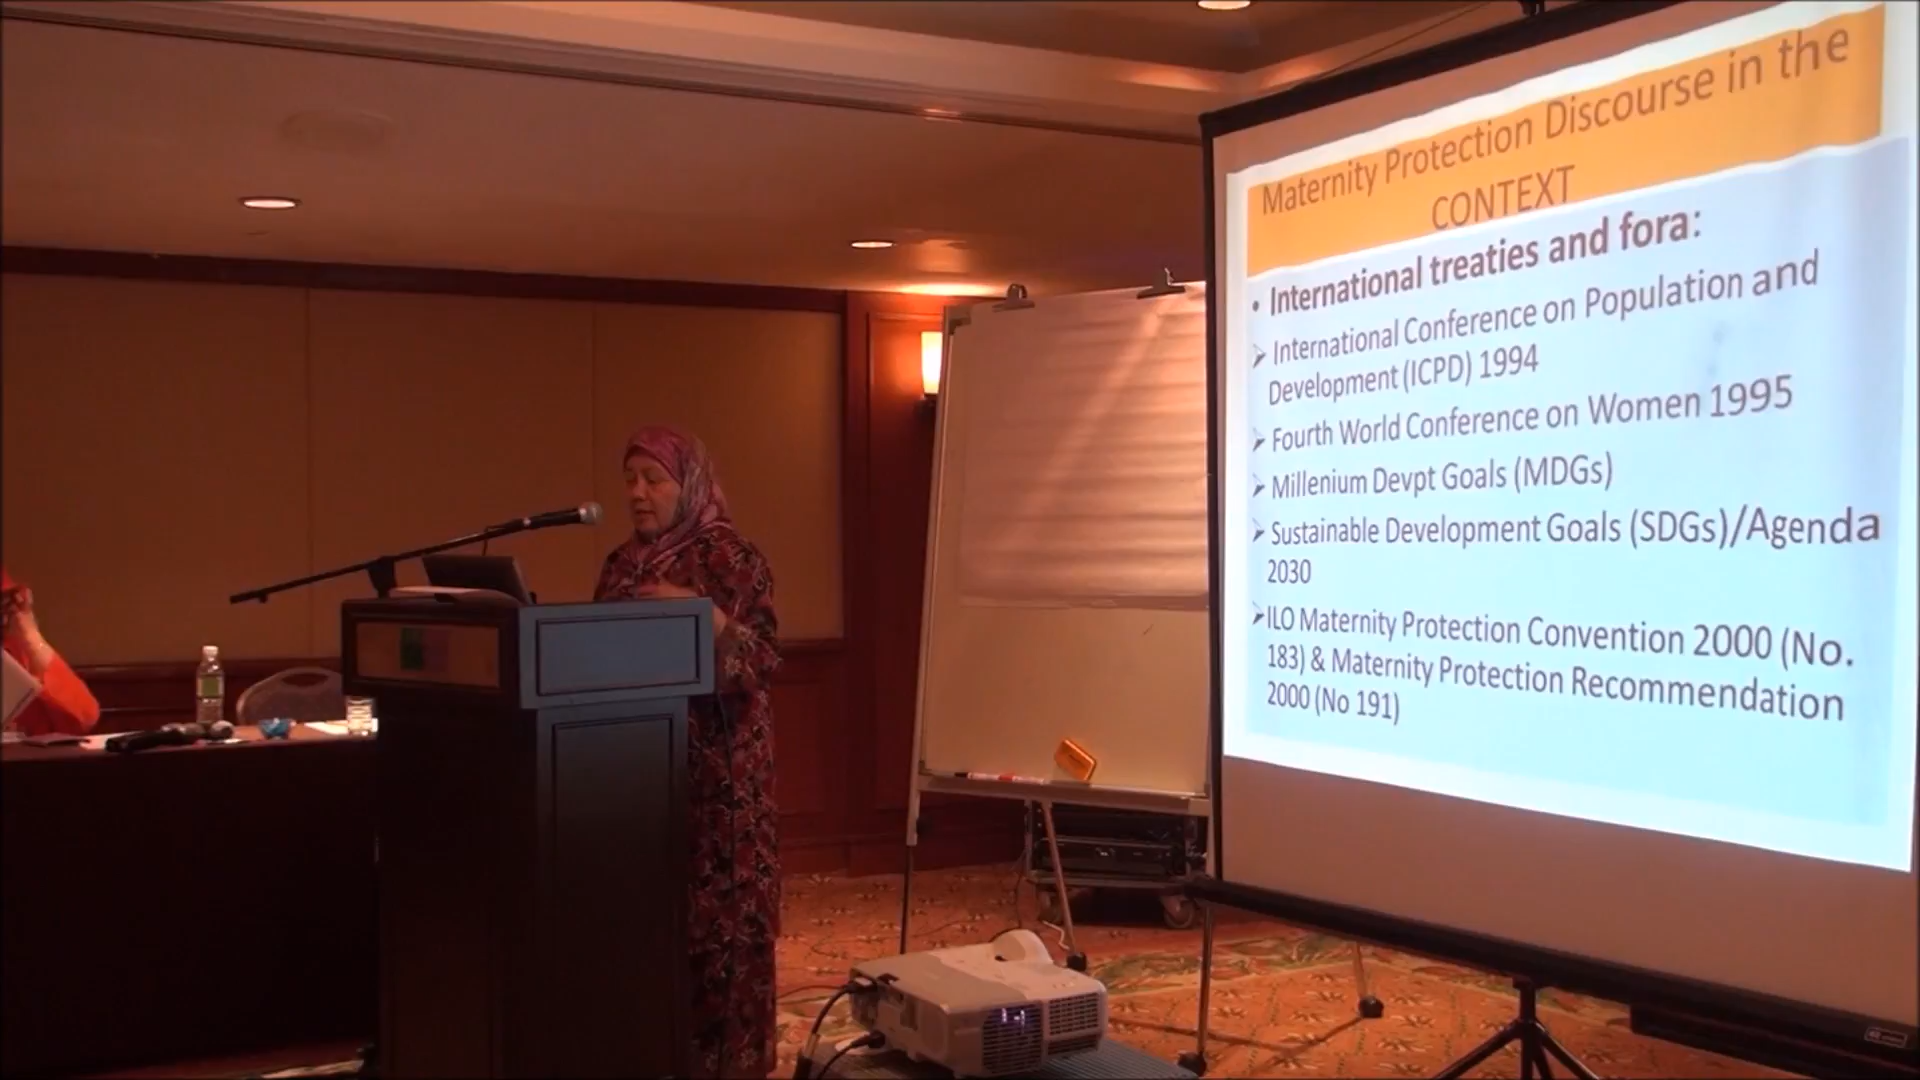 Maternity Protection Discourse in the
CONTEXT
• International treaties and fora:
➢ International Conference on Population and
Development (ICPD) 1994
➢ Fourth World Conference on Women 1995
➢ Millenium Devpt Goals (MDGs)
➢ Sustainable Development Goals (SDGs)/Agenda
2030
➢ ILO Maternity Protection Convention 2000 (No.
183) & Maternity Protection Recommendation
2000 (No 191)